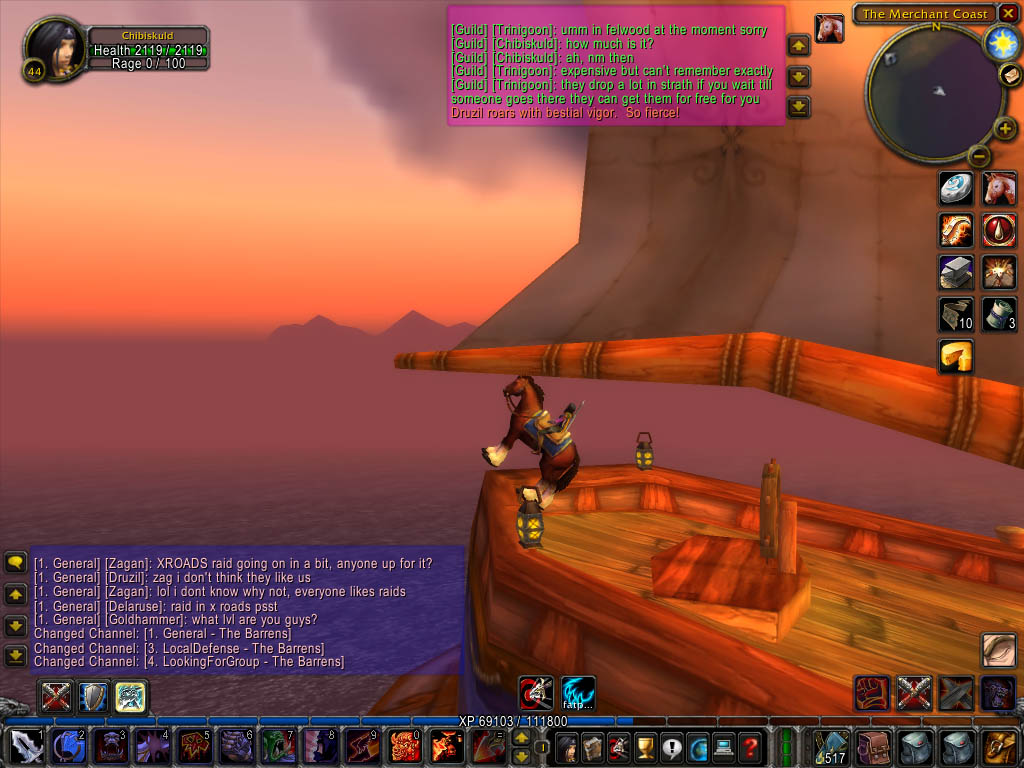 Chibiskuld
Health 2119 / 2119
Rage 0 / 100
44
[Guild] [Trinigoon]: umm in felwood at the moment sorry
[Guild] [Chibiskuld]: how much is it?
[Guild] [Chibiskuld]: ah, nm then
[Guild] [Trinigoon]: expensive but can't remember exactly
[Guild] [Trinigoon]: they drop a lot in strath if you wait till
someone goes there they can get them for free for you
Druzil roars with bestial vigor. So fierce!
The Merchant Coast
N
10
3
[1. General] [Zagan]: XROADS raid going on in a bit, anyone up for it?
[1. General] [Druzil]: zag i don't think they like us
[1. General] [Zagan]: lol i dont know why not, everyone likes raids
[1. General] [Delaruse]: raid in x roads psst
[1. General] [Goldhammer]: what lvl are you guys?
Changed Channel: [1. General - The Barrens]
Changed Channel: [3. LocalDefense - The Barrens]
Changed Channel: [4. LookingForGroup - The Barrens]
fatp...
XP 69103 / 111800
1 2 3 4 5 6 7 8 9 0 - =
1
?
517